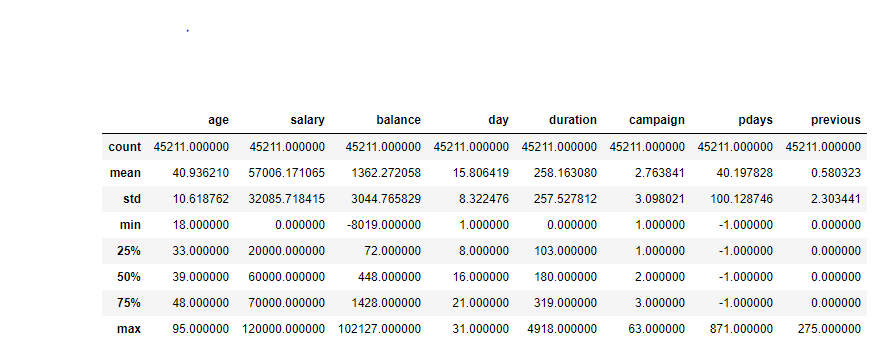 age salary balance day duration campaign pdays previous
count 45211.000000 45211.000000 45211.000000 45211.000000 45211.000000 45211.000000 45211.000000 45211.000000
mean 40.936210 57006.171065 1362.272058 15.806419 258.163080 2.763841 40.197828 0.580323
std 10.618762 32085.718415 3044.765829 8.322476 257.527812 3.098021 100.128746 2.303441
min 18.000000 0.000000 -8019.000000 1.000000 0.000000 1.000000 -1.000000 0.000000
25% 33.000000 20000.000000 72.000000 8.000000 103.000000 1.000000 -1.000000 0.000000
50% 39.000000 60000.000000 448.000000 16.000000 180.000000 2.000000 -1.000000 0.000000
75% 48.000000 70000.000000 1428.000000 21.000000 319.000000 3.000000 -1.000000 0.000000
max 95.000000 120000.000000 102127.000000 31.000000 4918.000000 63.000000 871.000000 275.000000